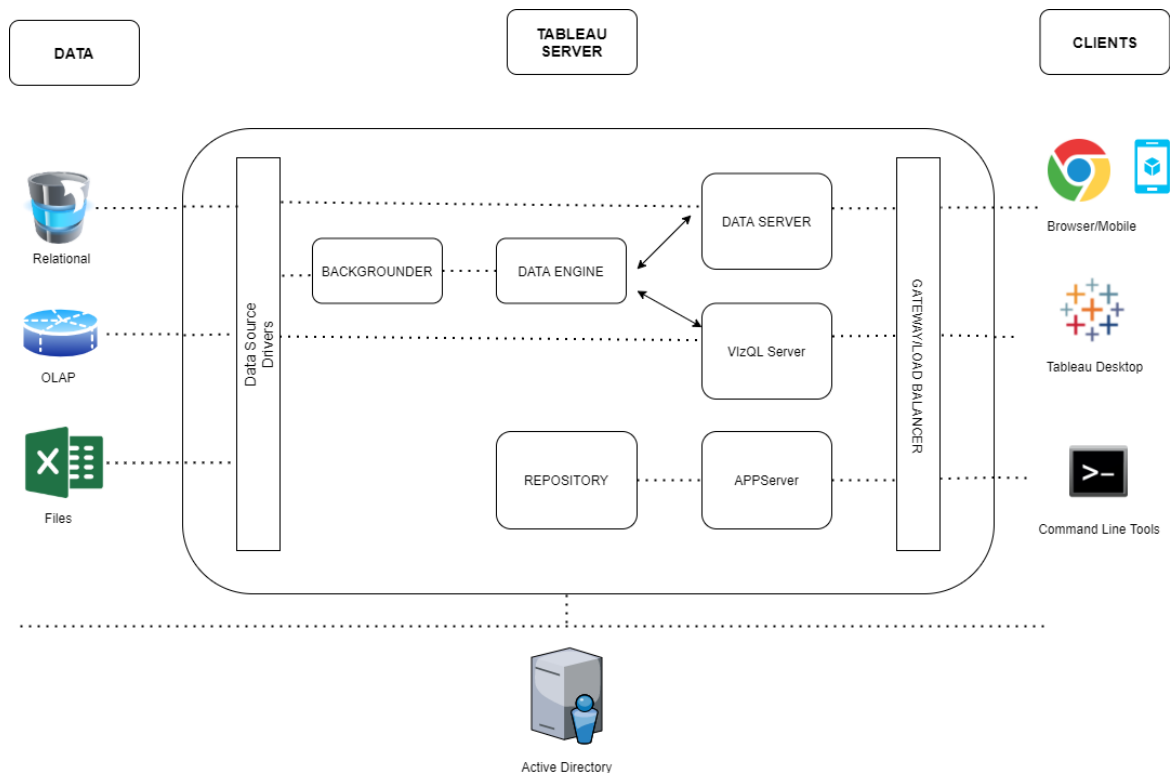 DATA
TABLEAU
SERVER
CLIENTS
Relational
OLAP
Files
Data Source
Drivers
BACKGROUNDER
DATA ENGINE
DATA SERVER
VIzQL Server
REPOSITORY
APPServer
GATEWAY/LOAD BALANCER
Browser/Mobile
Tableau Desktop
>_
Command Line Tools
X
Active Directory